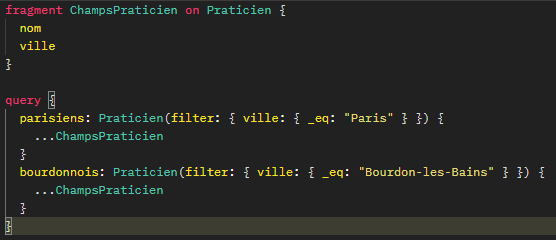 fragment ChampsPraticien on Praticien {
  nom
  ville
}

query {
  parisiens: Praticien(filter: { ville: { _eq: "Paris" } }) {
    ...ChampsPraticien
  }
  bourdonnois: Praticien(filter: { ville: { _eq: "Bourdon-les-Bains" } }) {
    ...ChampsPraticien
  }
}